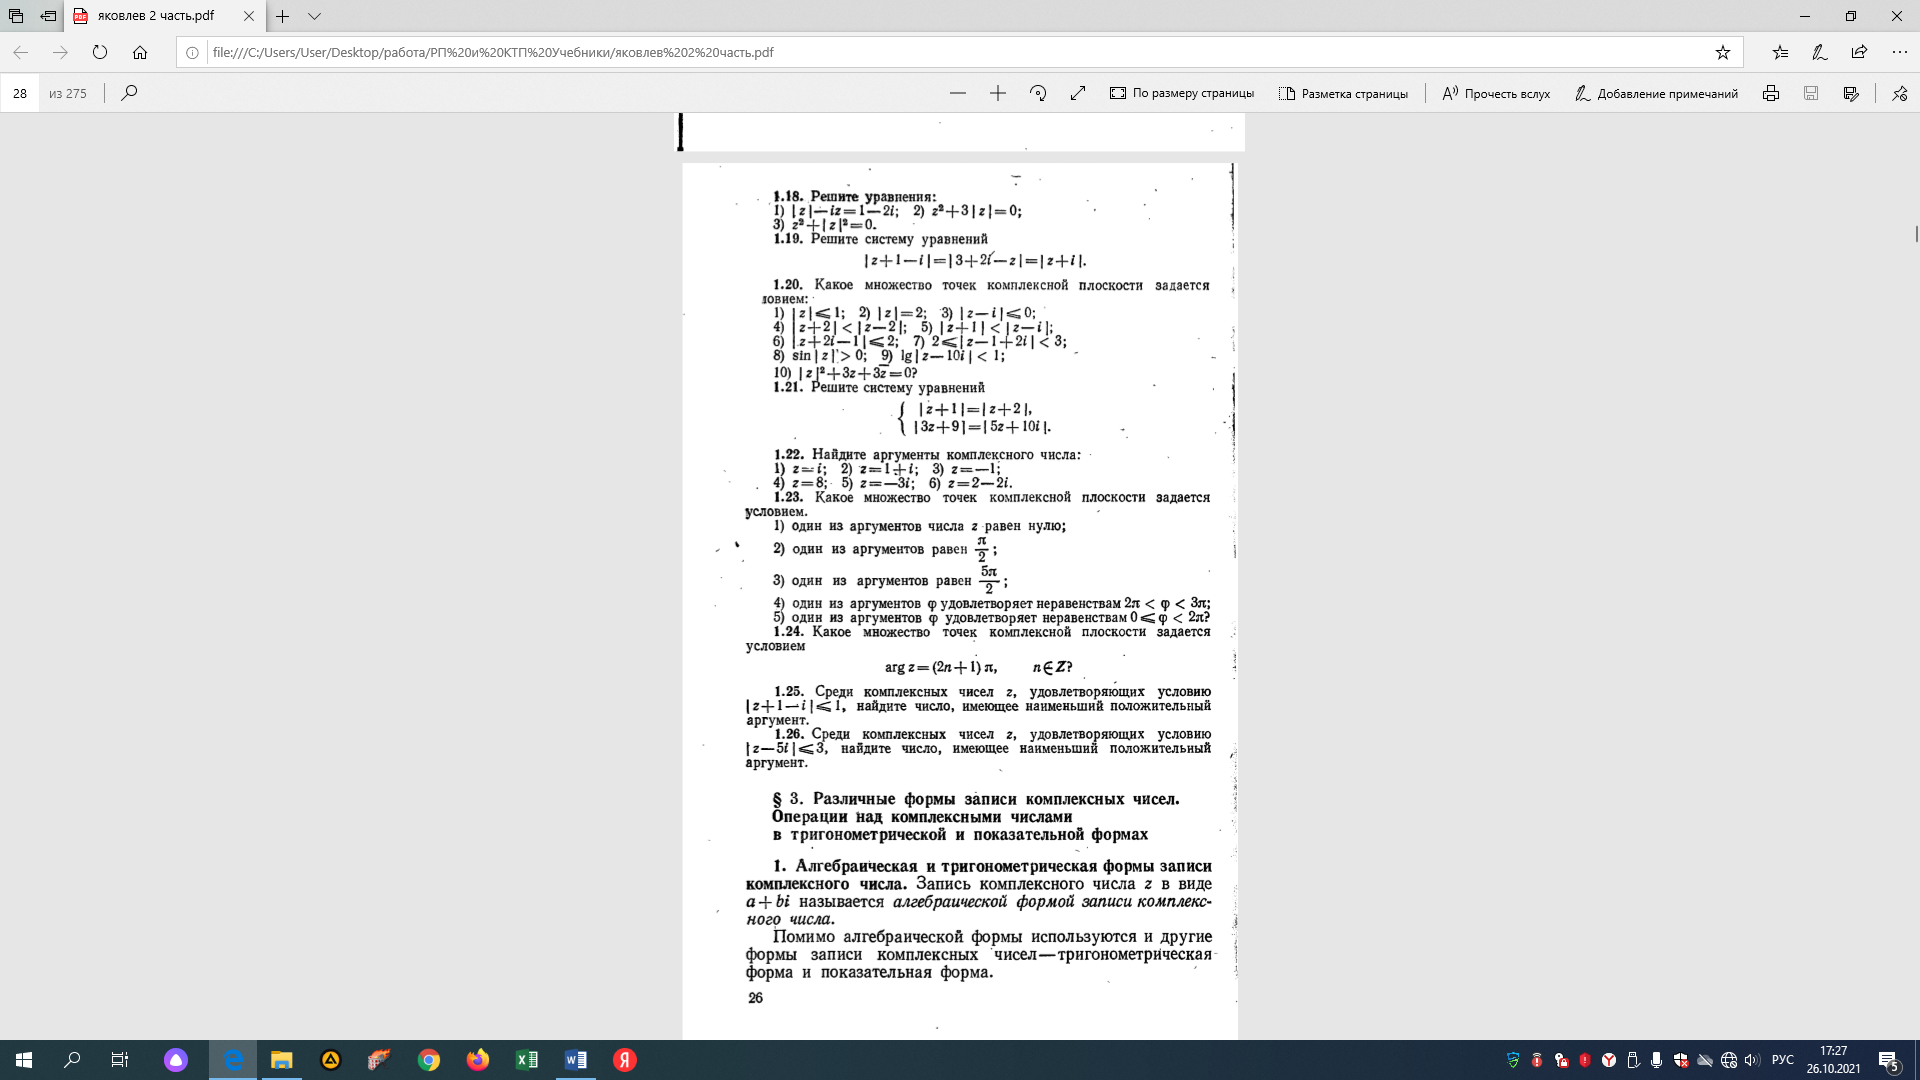 яковлев 2 часть.pdf
file:///C:/Users/User/Desktop/работа/РП%20и%20КТП%20Учебники/яковлев%202%20часть.pdf
28 из 275 По размеру страницы Разметка страницы Прочесть вслух Добавление примечаний
1.18. Решите уравнения:
1) |z|—iz=1—2i; 2) z²+3|z|=0;
3) z²+|z|²=0.
1.19. Решите систему уравнений
|z+1—i|=|3+2i—z|=|z+i|.
1.20. Какое множество точек комплексной плоскости задается
ловием:
1) |z|⩽1; 2) |z|=2; 3) |z—i|⩽0;
4) |z+2|<|z—2|; 5) |z+1|<|z—i|;
6) |z+2i—1|⩽2; 7) 2⩽|z—1+2i|<3;
8) sin|z|>0; 9) lg|z—10i|<1;
10) |z|²+3z+3z̅=0?
1.21. Решите систему уравнений
{ |z+1|=|z+2|,
|3z+9|=|5z+10i|.
1.22. Найдите аргументы комплексного числа:
1) z=i; 2) z=1+i; 3) z=—1;
4) z=8; 5) z=—3i; 6) z=2—2i.
1.23. Какое множество точек комплексной плоскости задается
условием.
1) один из аргументов числа z равен нулю;
2) один из аргументов равен π/2;
3) один из аргументов равен 5π/2;
4) один из аргументов φ удовлетворяет неравенствам 2π < φ < 3π;
5) один из аргументов φ удовлетворяет неравенствам 0⩽φ < 2π?
1.24. Какое множество точек комплексной плоскости задается
условием
arg z=(2n+1)π, n∈Z?
1.25. Среди комплексных чисел z, удовлетворяющих условию
|z+1—i|⩽1, найдите число, имеющее наименьший положительный
аргумент.
1.26. Среди комплексных чисел z, удовлетворяющих условию
|z—5i|⩽3, найдите число, имеющее наименьший положительный
аргумент.
§ 3. Различные формы записи комплексных чисел.
Операции над комплексными числами
в тригонометрической и показательной формах
1. Алгебраическая и тригонометрическая формы записи
комплексного числа. Запись комплексного числа z в виде
a+bi называется алгебраической формой записи комплекс-
ного числа.
Помимо алгебраической формы используются и другие
формы записи комплексных чисел—тригонометрическая
форма и показательная форма.
26
РУС
17:27
26.10.2021
5